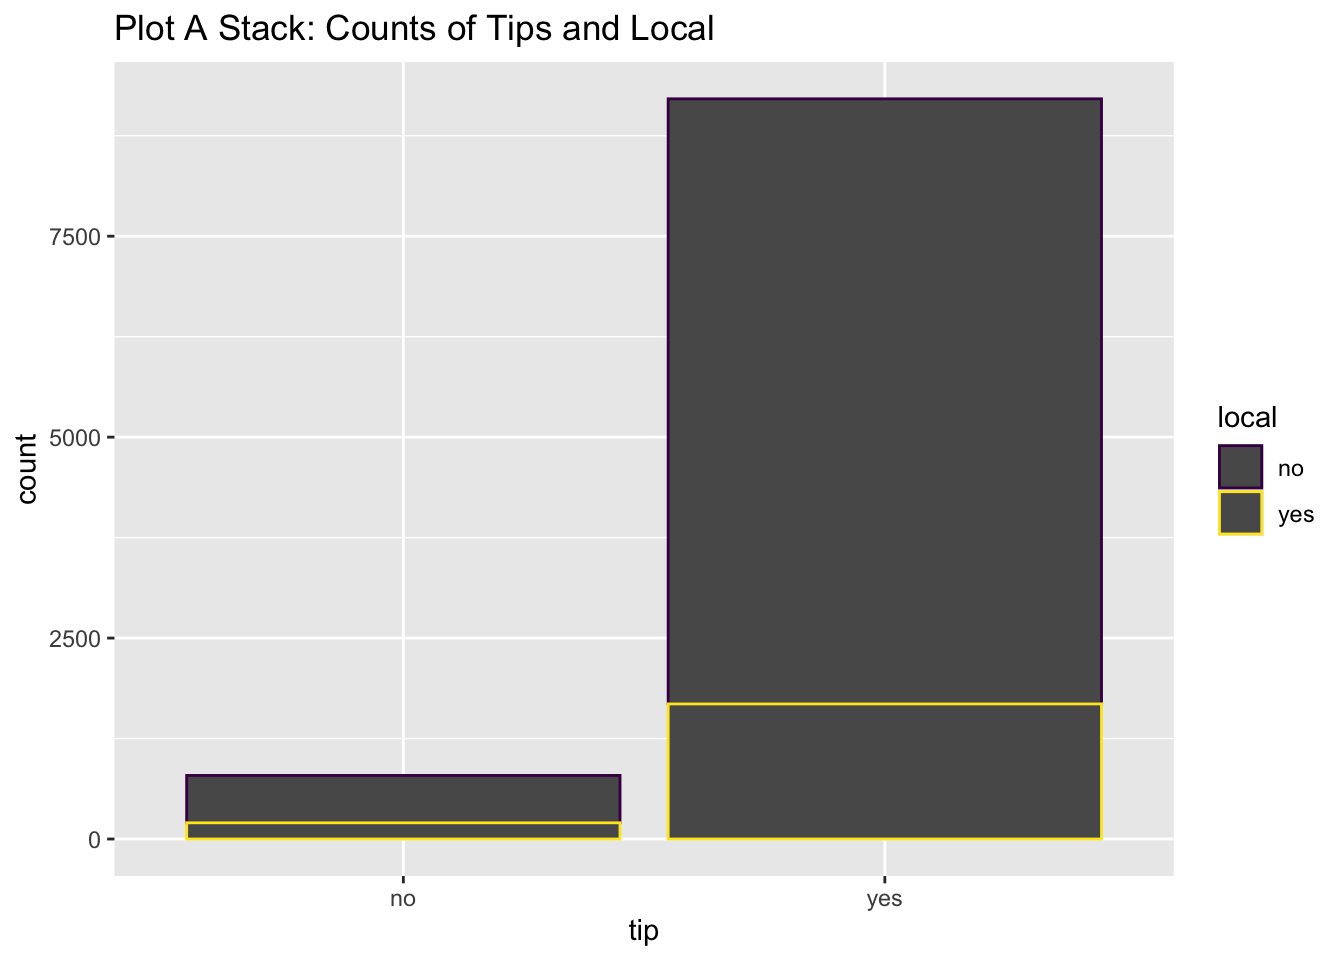 Plot A Stack: Counts of Tips and Local
count
7500
5000
2500
0
no
yes
tip
local
no
yes